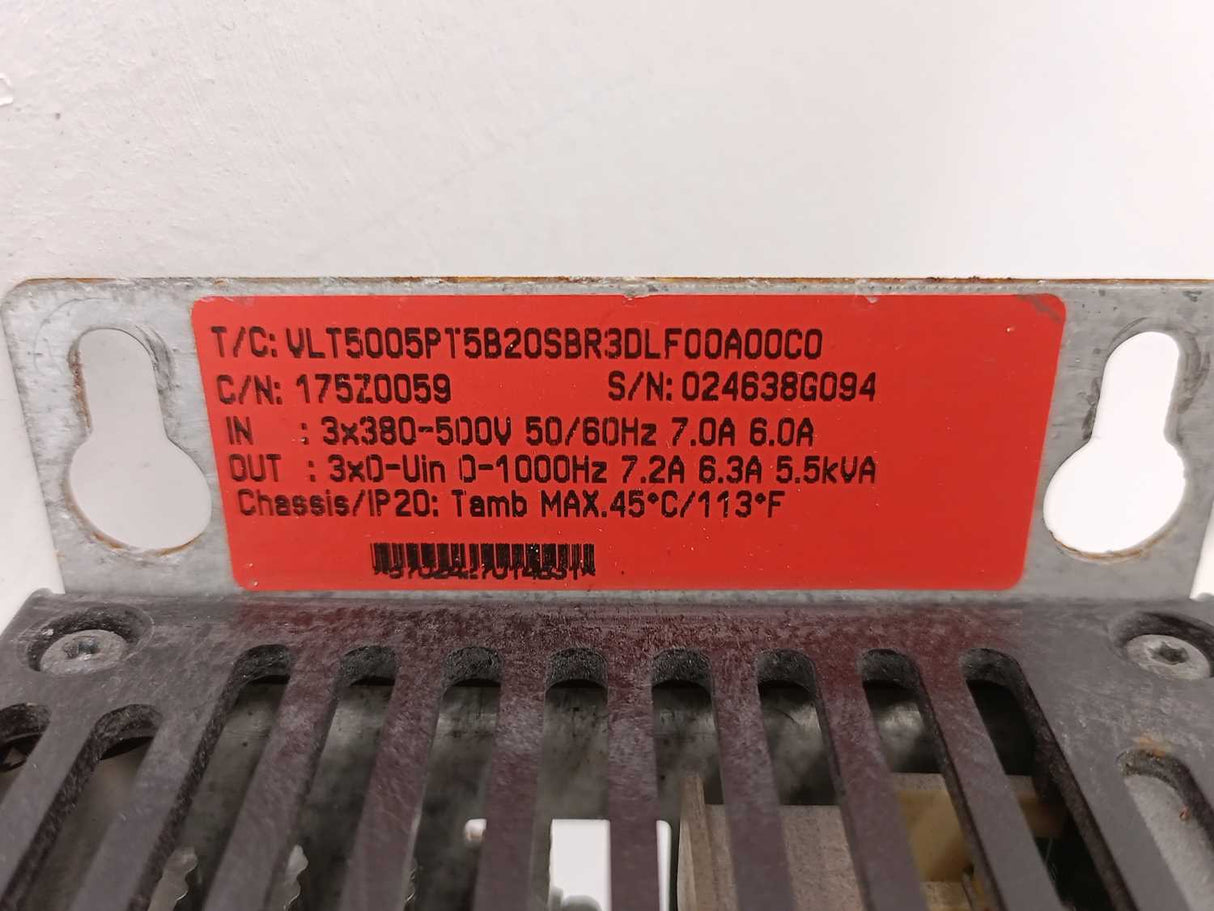 T/C: VLT5005PT5B20SBR3DLF00A00C0
C/N: 175Z0059 S/N: 024638G094
IN : 3x380-500V 50/60Hz 7.0A 6.0A
OUT : 3x0-Uin 0-1000Hz 7.2A 6.3A 5.5kVA
Chassis/IP20: Tamb MAX.45°C/113°F